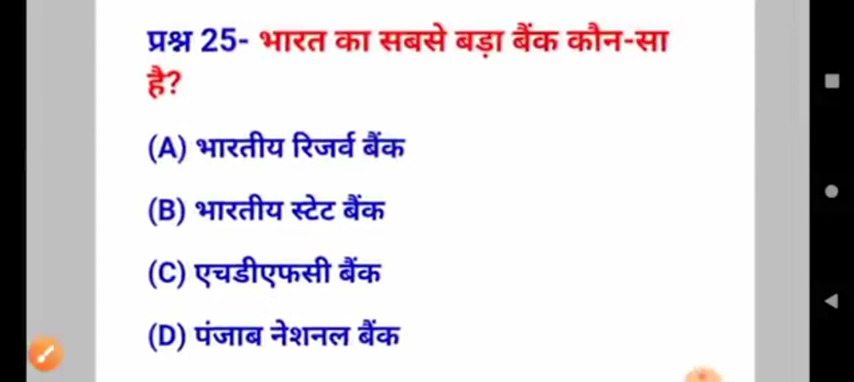 प्रश्न 25- भारत का सबसे बड़ा बैंक कौन-सा
है?
(A) भारतीय रिजर्व बैंक
(B) भारतीय स्टेट बैंक
(C) एचडीएफसी बैंक
(D) पंजाब नेशनल बैंक